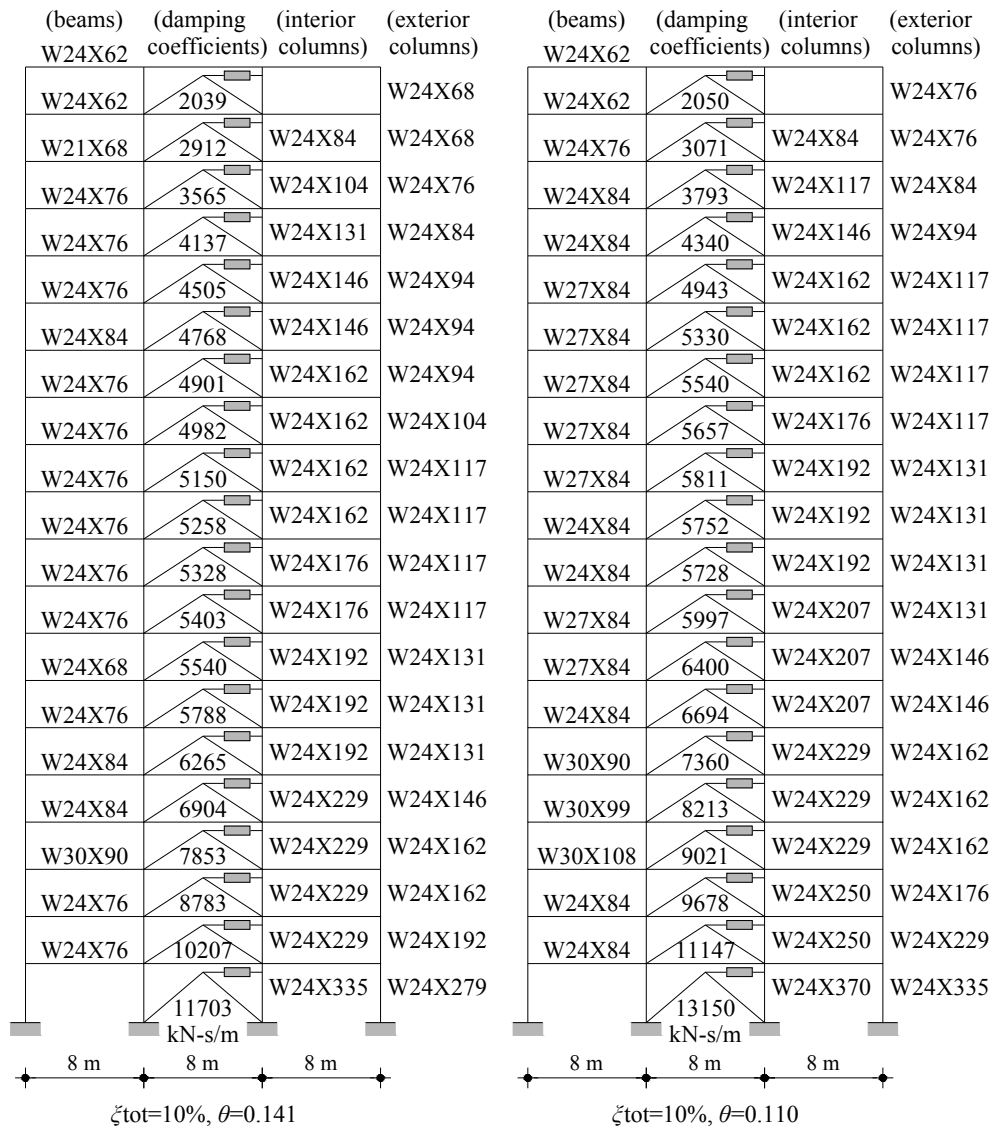 (beams) (damping coefficients) (interior columns) (exterior columns)
W24X62
W24X62 2039 W24X68
W21X68 2912 W24X84 W24X68
W24X76 3565 W24X104 W24X76
W24X76 4137 W24X131 W24X84
W24X76 4505 W24X146 W24X94
W24X84 4768 W24X146 W24X94
W24X76 4901 W24X162 W24X94
W24X76 4982 W24X162 W24X104
W24X76 5150 W24X162 W24X117
W24X76 5258 W24X162 W24X117
W24X76 5328 W24X176 W24X117
W24X76 5403 W24X176 W24X117
W24X68 5540 W24X192 W24X131
W24X76 5788 W24X192 W24X131
W24X84 6265 W24X192 W24X131
W24X84 6904 W24X229 W24X146
W30X90 7853 W24X229 W24X162
W24X76 8783 W24X229 W24X162
W24X76 10207 W24X229 W24X192
11703 W24X335 W24X279
kN-s/m
8 m 8 m 8 m
ξtot=10%, θ=0.141
(beams) (damping coefficients) (interior columns) (exterior columns)
W24X62
W24X62 2050 W24X76
W24X76 3071 W24X84 W24X76
W24X84 3793 W24X117 W24X84
W24X84 4340 W24X146 W24X94
W27X84 4943 W24X162 W24X117
W27X84 5330 W24X162 W24X117
W27X84 5540 W24X162 W24X117
W27X84 5657 W24X176 W24X117
W27X84 5811 W24X192 W24X131
W24X84 5752 W24X192 W24X131
W24X84 5728 W24X192 W24X131
W27X84 5997 W24X207 W24X131
W27X84 6400 W24X207 W24X146
W24X84 6694 W24X207 W24X146
W30X90 7360 W24X229 W24X162
W30X99 8213 W24X229 W24X162
W30X108 9021 W24X229 W24X162
W24X84 9678 W24X250 W24X176
W24X84 11147 W24X250 W24X229
13150 W24X370 W24X335
kN-s/m
8 m 8 m 8 m
ξtot=10%, θ=0.110